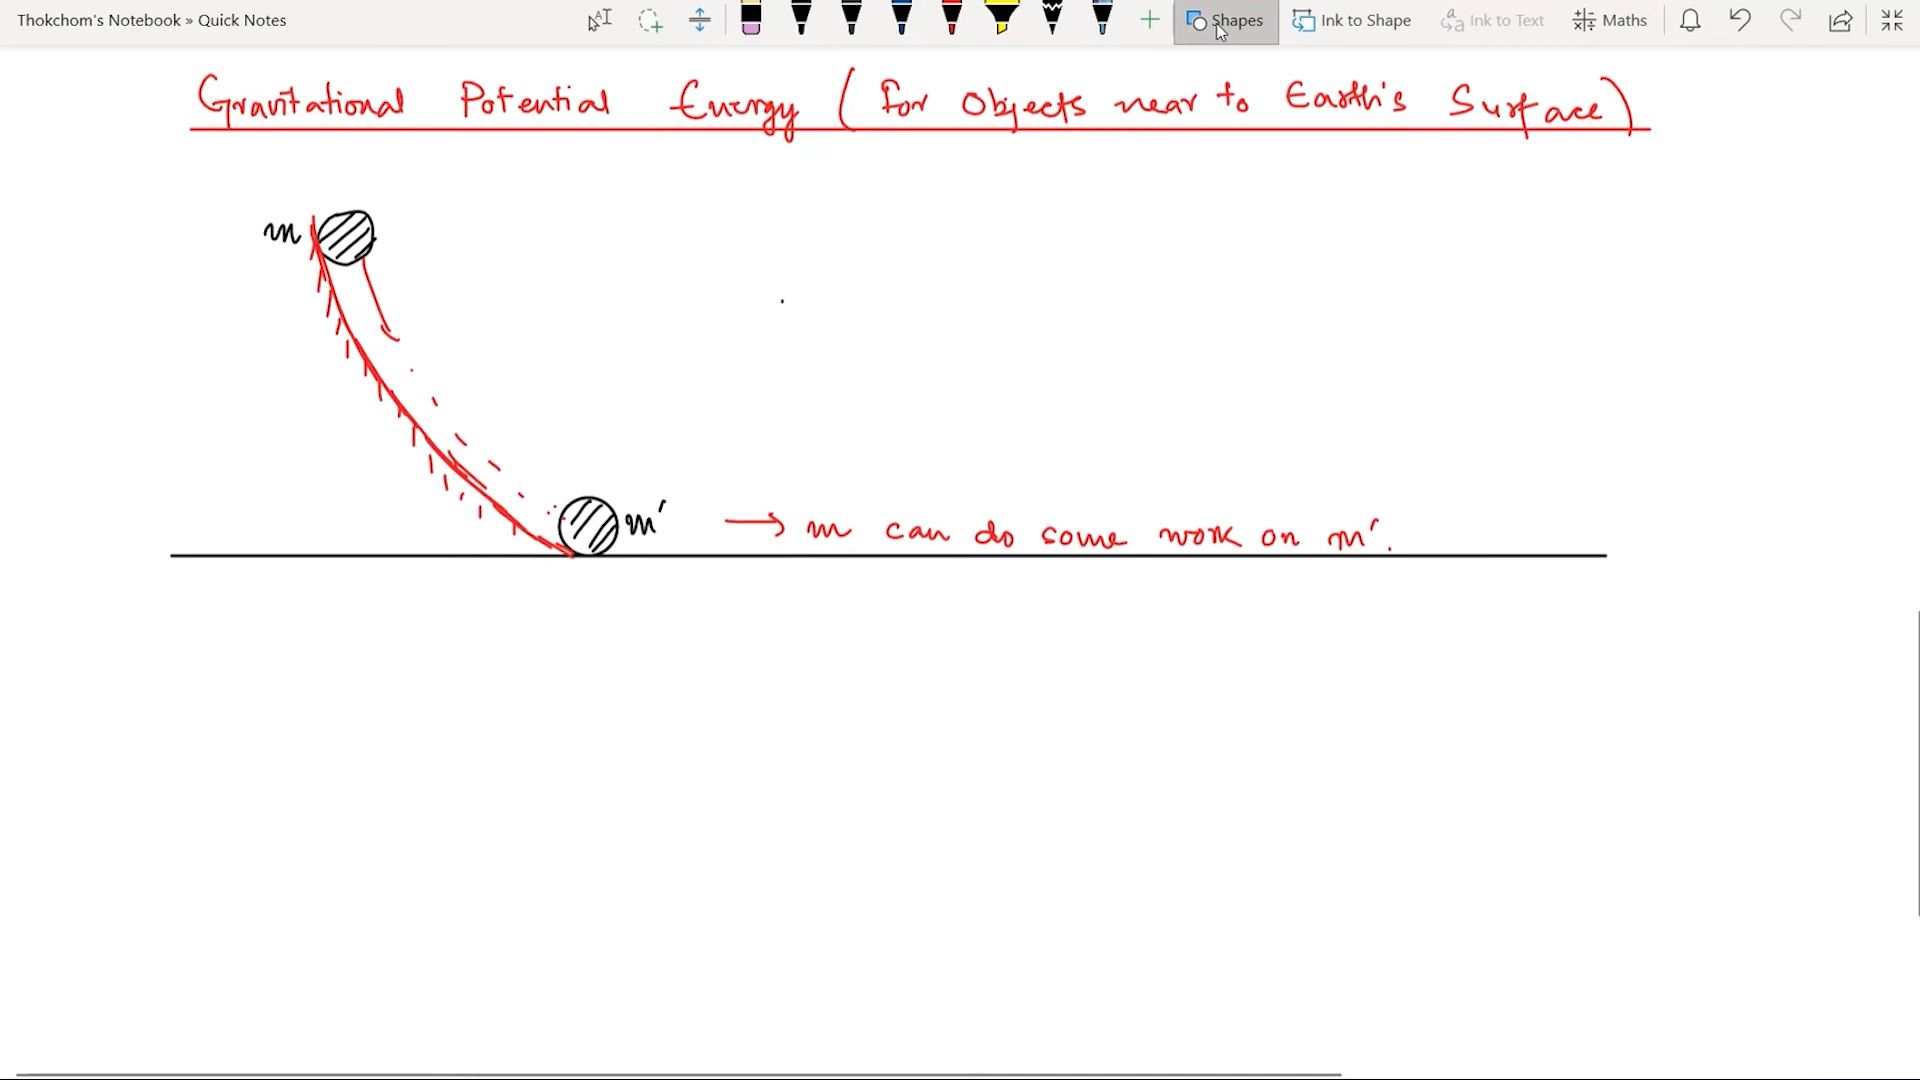 Thokchom's Notebook » Quick Notes
Shapes Ink to Shape Ink to Text Maths
Gravitational Potential Energy (for Objects near to Earth's Surface)
m
m' → m can do some work on m'.